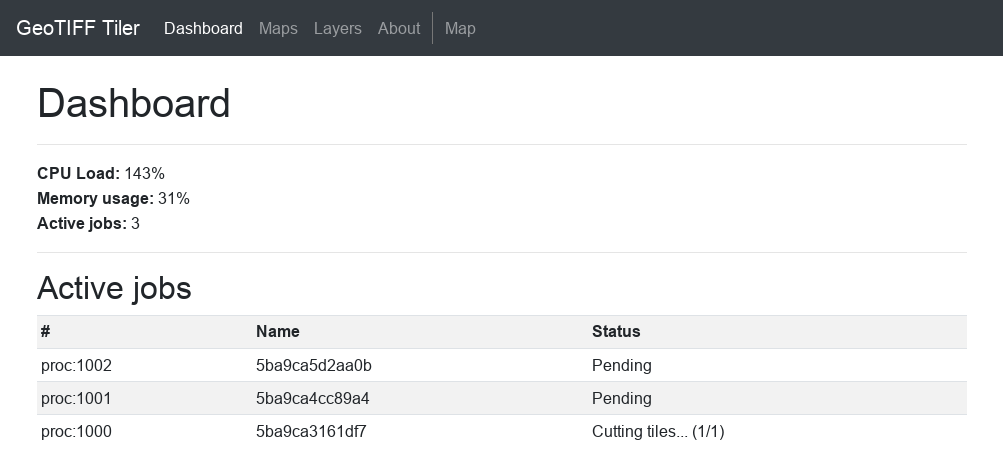 GeoTIFF Tiler Dashboard Maps Layers About Map
Dashboard
CPU Load: 143%
Memory usage: 31%
Active jobs: 3
Active jobs
# Name Status
proc:1002 5ba9ca5d2aa0b Pending
proc:1001 5ba9ca4cc89a4 Pending
proc:1000 5ba9ca3161df7 Cutting tiles... (1/1)